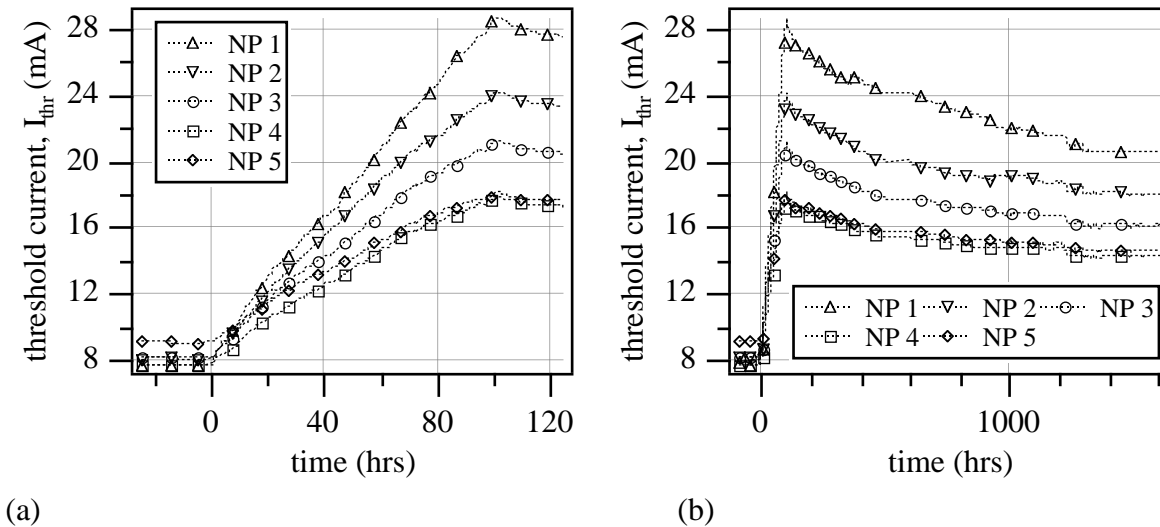 threshold current, I_thr (mA)
28
24
20
16
12
8
NP 1
NP 2
NP 3
NP 4
NP 5
0
40
80
120
time (hrs)
(a)
threshold current, I_thr (mA)
28
24
20
16
12
8
NP 1 NP 2 NP 3
NP 4 NP 5
0
1000
time (hrs)
(b)